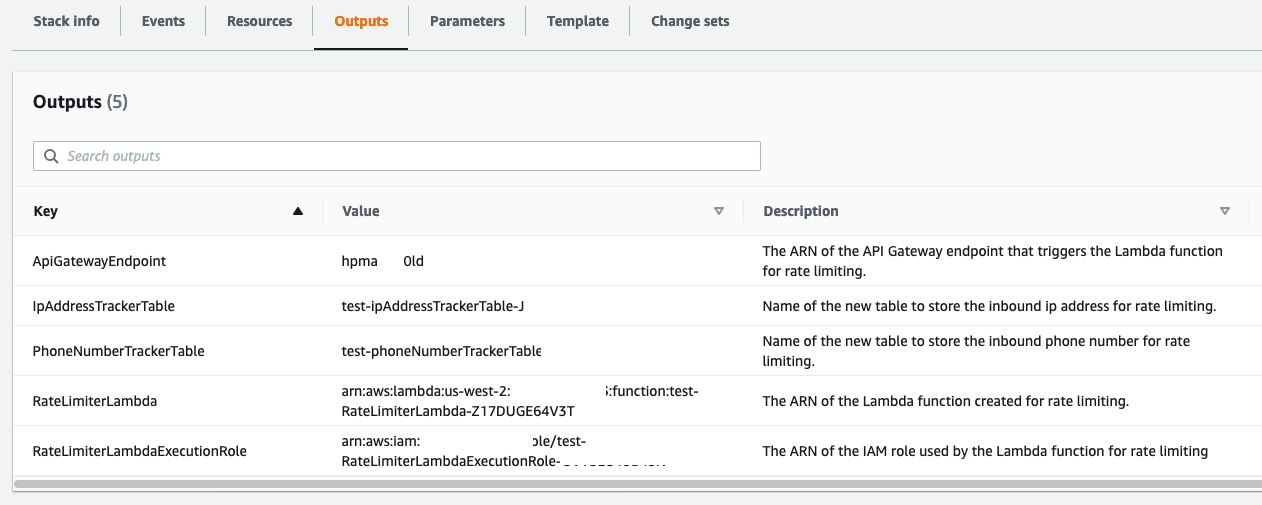 Stack info Events Resources Outputs Parameters Template Change sets
Outputs (5)
Search outputs
Key Value Description
ApiGatewayEndpoint hpma 0ld The ARN of the API Gateway endpoint that triggers the Lambda function
for rate limiting.
IpAddressTrackerTable test-ipAddressTrackerTable-J Name of the new table to store the inbound ip address for rate limiting.
PhoneNumberTrackerTable test-phoneNumberTrackerTable Name of the new table to store the inbound phone number for rate
limiting.
RateLimiterLambda arn:aws:lambda:us-west-2: :function:test-
RateLimiterLambda-Z17DUGE64V3T The ARN of the Lambda function created for rate limiting.
RateLimiterLambdaExecutionRole arn:aws:iam: ole/test-
RateLimiterLambdaExecutionRole- The ARN of the IAM role used by the Lambda function for rate limiting